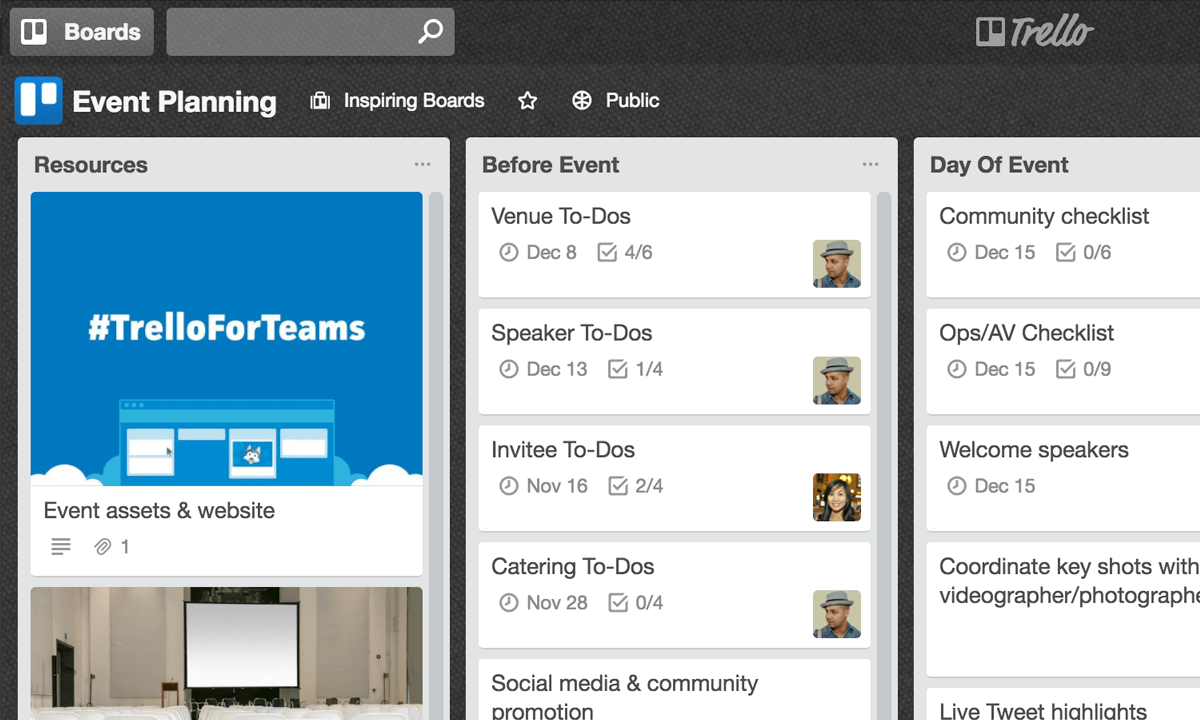 Boards
Trello
Event Planning
Inspiring Boards
Public
Resources
#TrelloForTeams
Event assets & website
1
Before Event
Venue To-Dos
Dec 8 4/6
Speaker To-Dos
Dec 13 1/4
Invitee To-Dos
Nov 16 2/4
Catering To-Dos
Nov 28 0/4
Social media & community
promotion
Day Of Event
Community checklist
Dec 15 0/6
Ops/AV Checklist
Dec 15 0/9
Welcome speakers
Dec 15
Coordinate key shots with
videographer/photographe
Live Tweet highlights